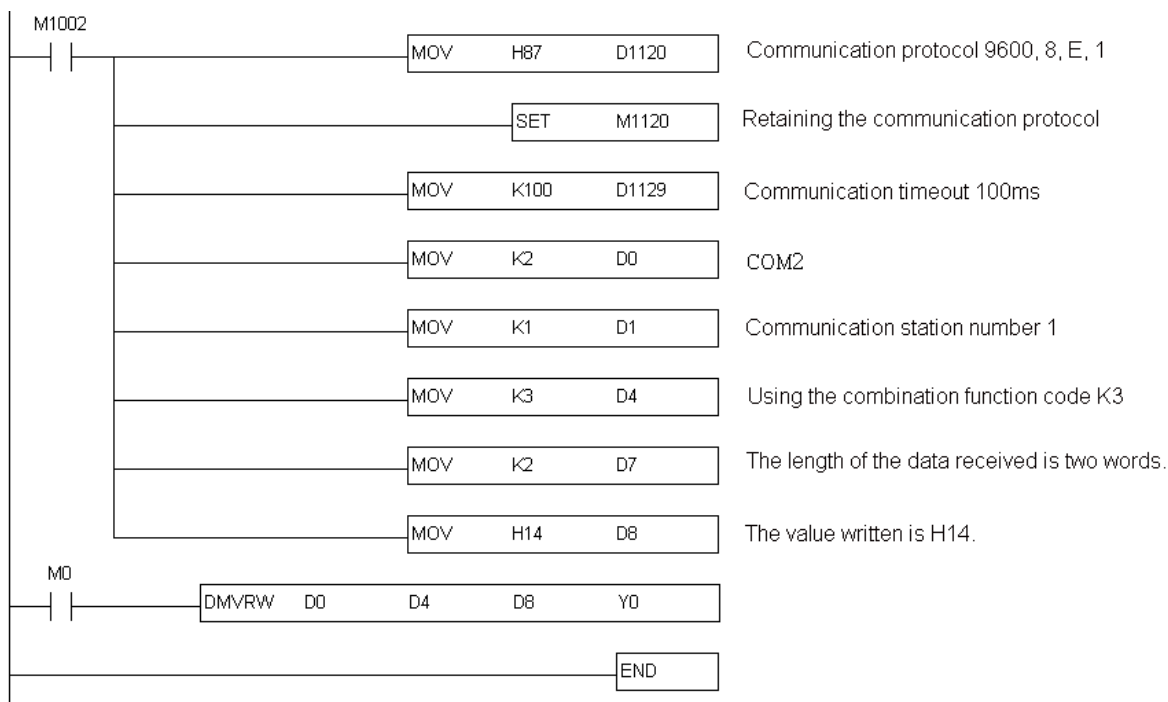 M1002
MOV H87 D1120 Communication protocol 9600, 8, E, 1
SET M1120 Retaining the communication protocol
MOV K100 D1129 Communication timeout 100ms
MOV K2 D0 COM2
MOV K1 D1 Communication station number 1
MOV K3 D4 Using the combination function code K3
MOV K2 D7 The length of the data received is two words.
MOV H14 D8 The value written is H14.
M0
DMVRW D0 D4 D8 Y0
END